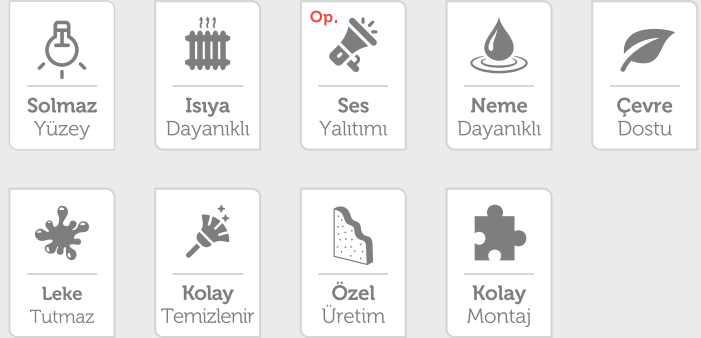 Op.
Solmaz
Yüzey
Isıya
Dayanıklı
Ses
Yalıtımı
Neme
Dayanıklı
Çevre
Dostu
Leke
Tutmaz
Kolay
Temizlenir
Özel
Üretim
Kolay
Montaj